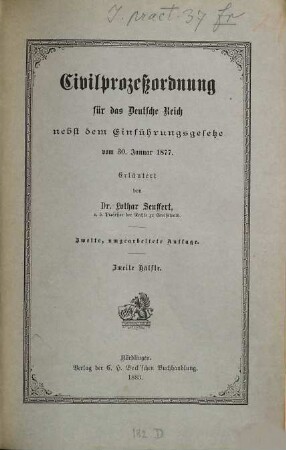 J. pract. 37 fr
Civilprozeßordnung
für das Deutsche Reich
nebst dem Einführungsgesetze
vom 30. Januar 1877.
Erläutert
von
Dr. Lothar Seuffert,
o. ö. Professor der Rechte zu Greifswald.
Zweite, umgearbeitete Auflage.
Zweite Hälfte.
Nördlingen.
Verlag der C. H. Beck'schen Buchhandlung.